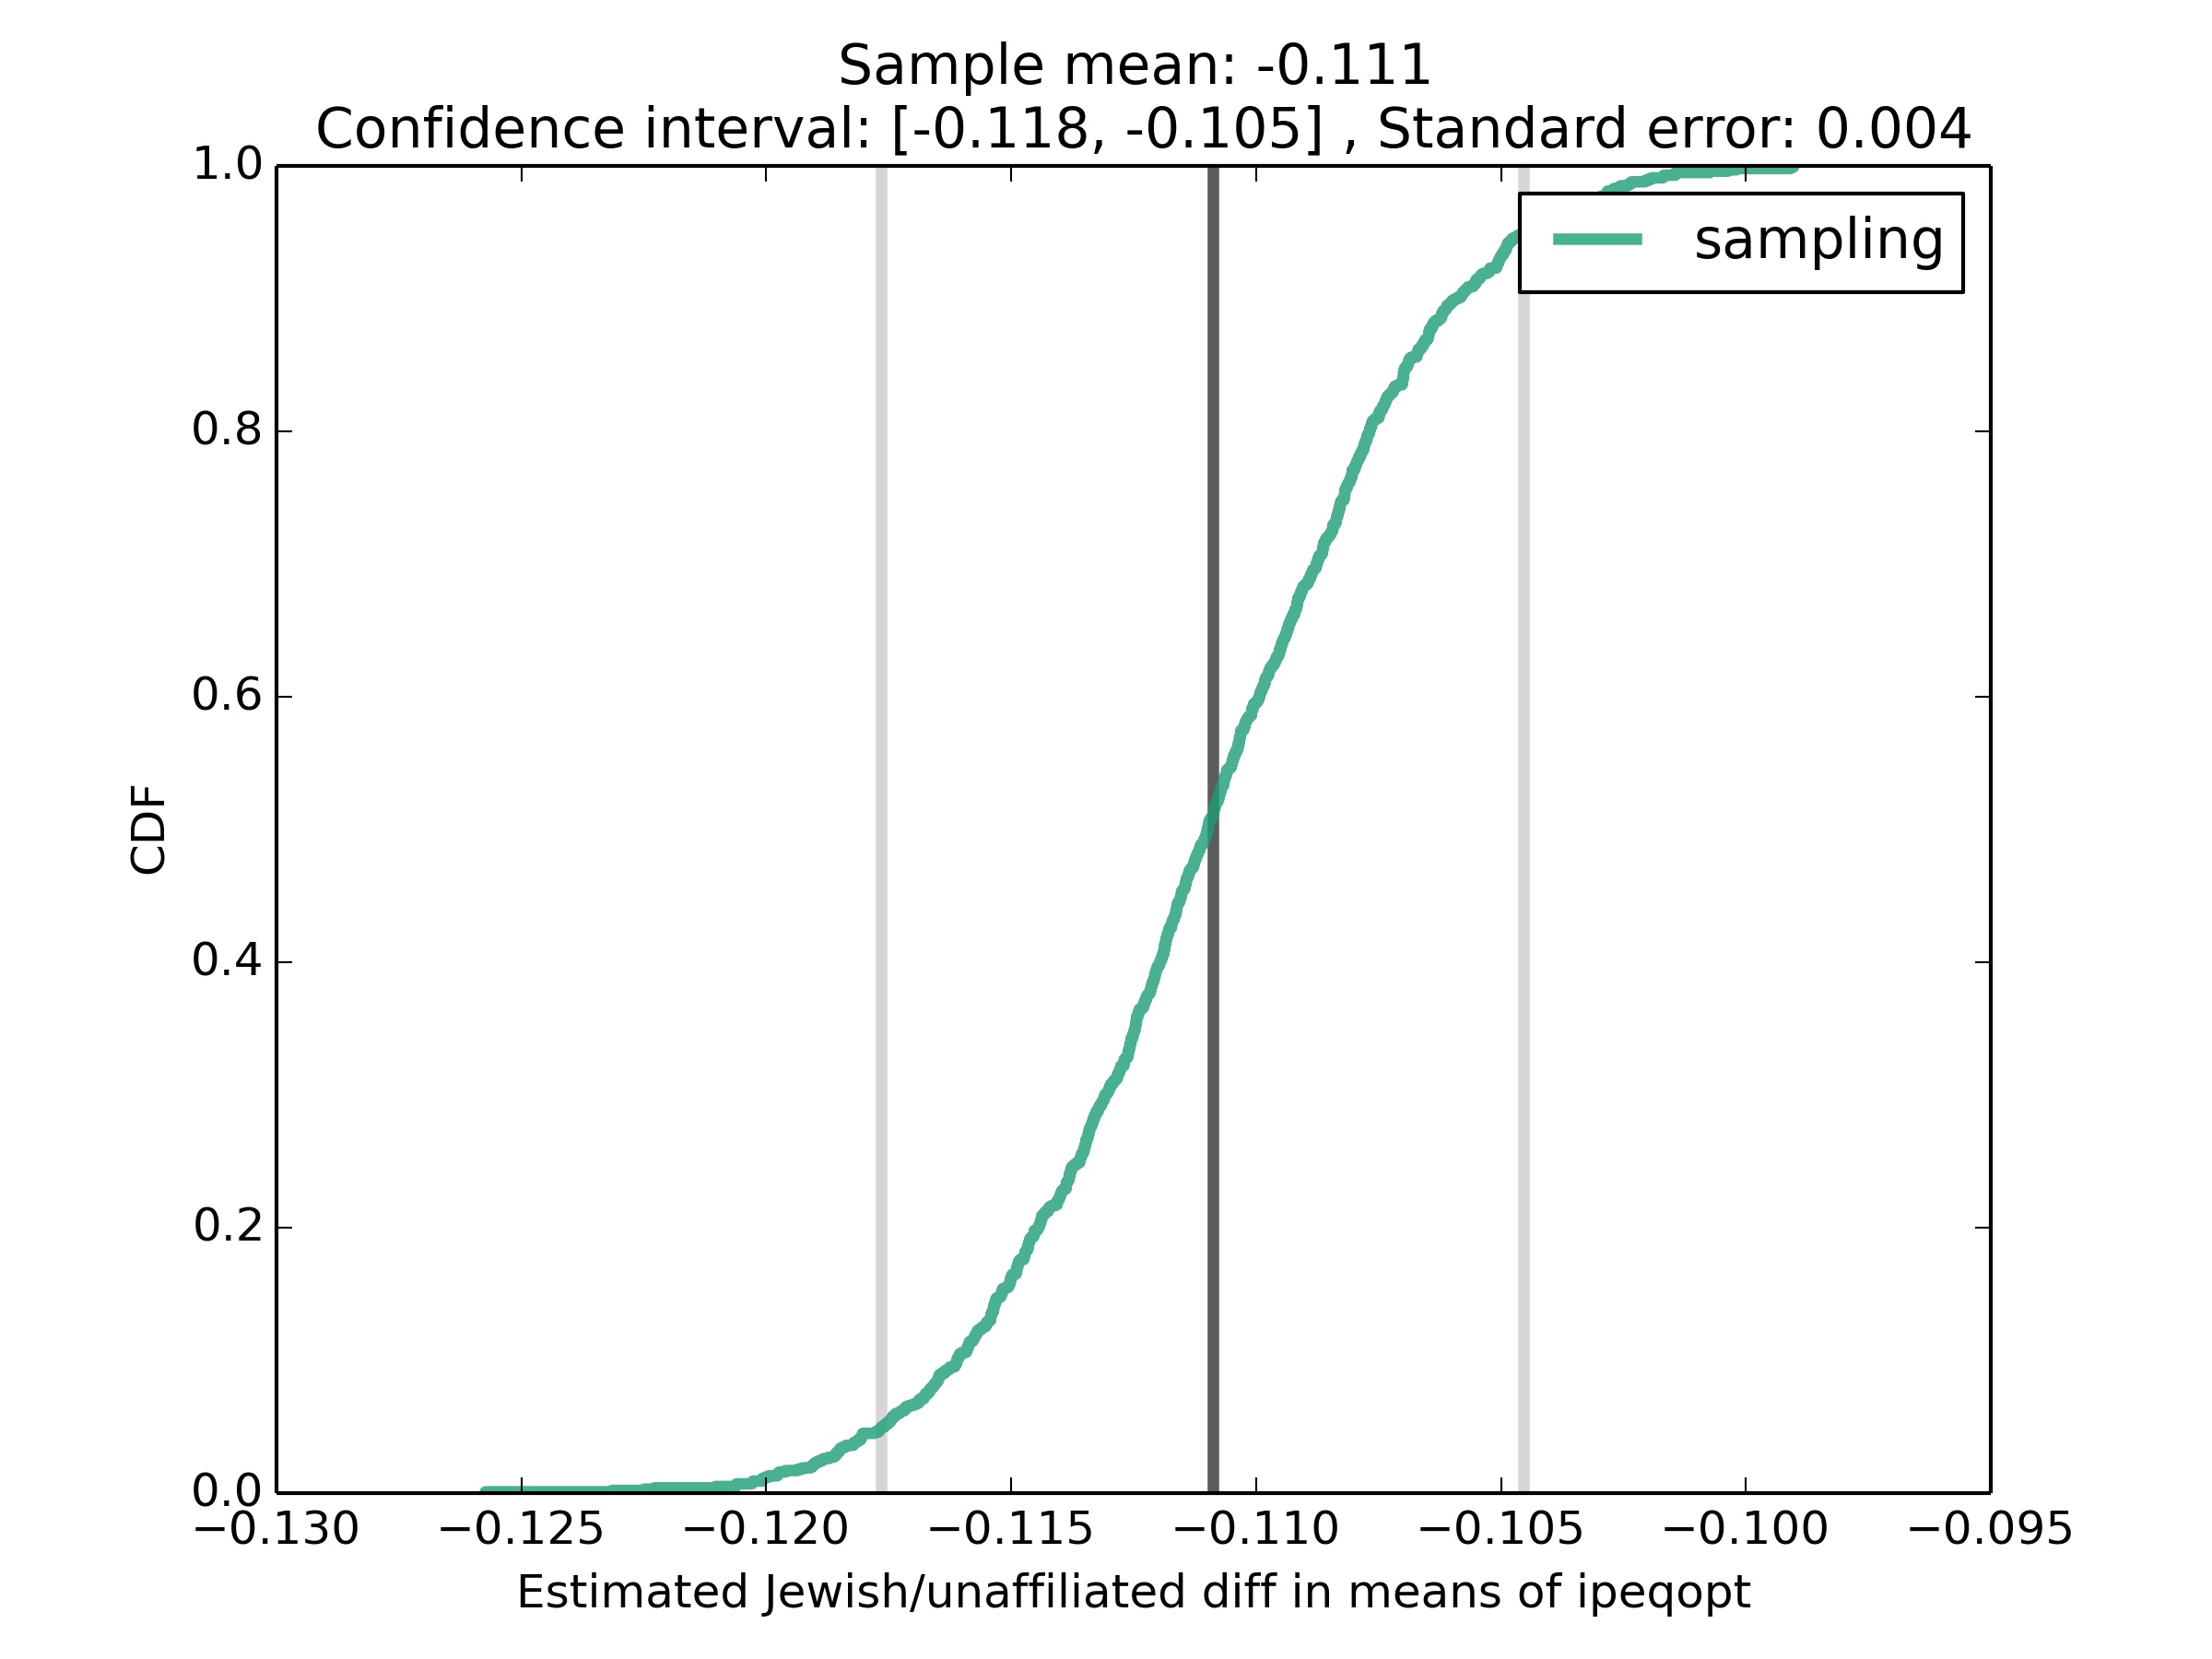 Sample mean: -0.111
Confidence interval: [-0.118, -0.105] , Standard error: 0.004
1.0
sampling
0.8
0.6
CDF
0.4
0.2
0.0
−0.130 −0.125 −0.120 −0.115 −0.110 −0.105 −0.100 −0.095
Estimated Jewish/unaffiliated diff in means of ipeqopt